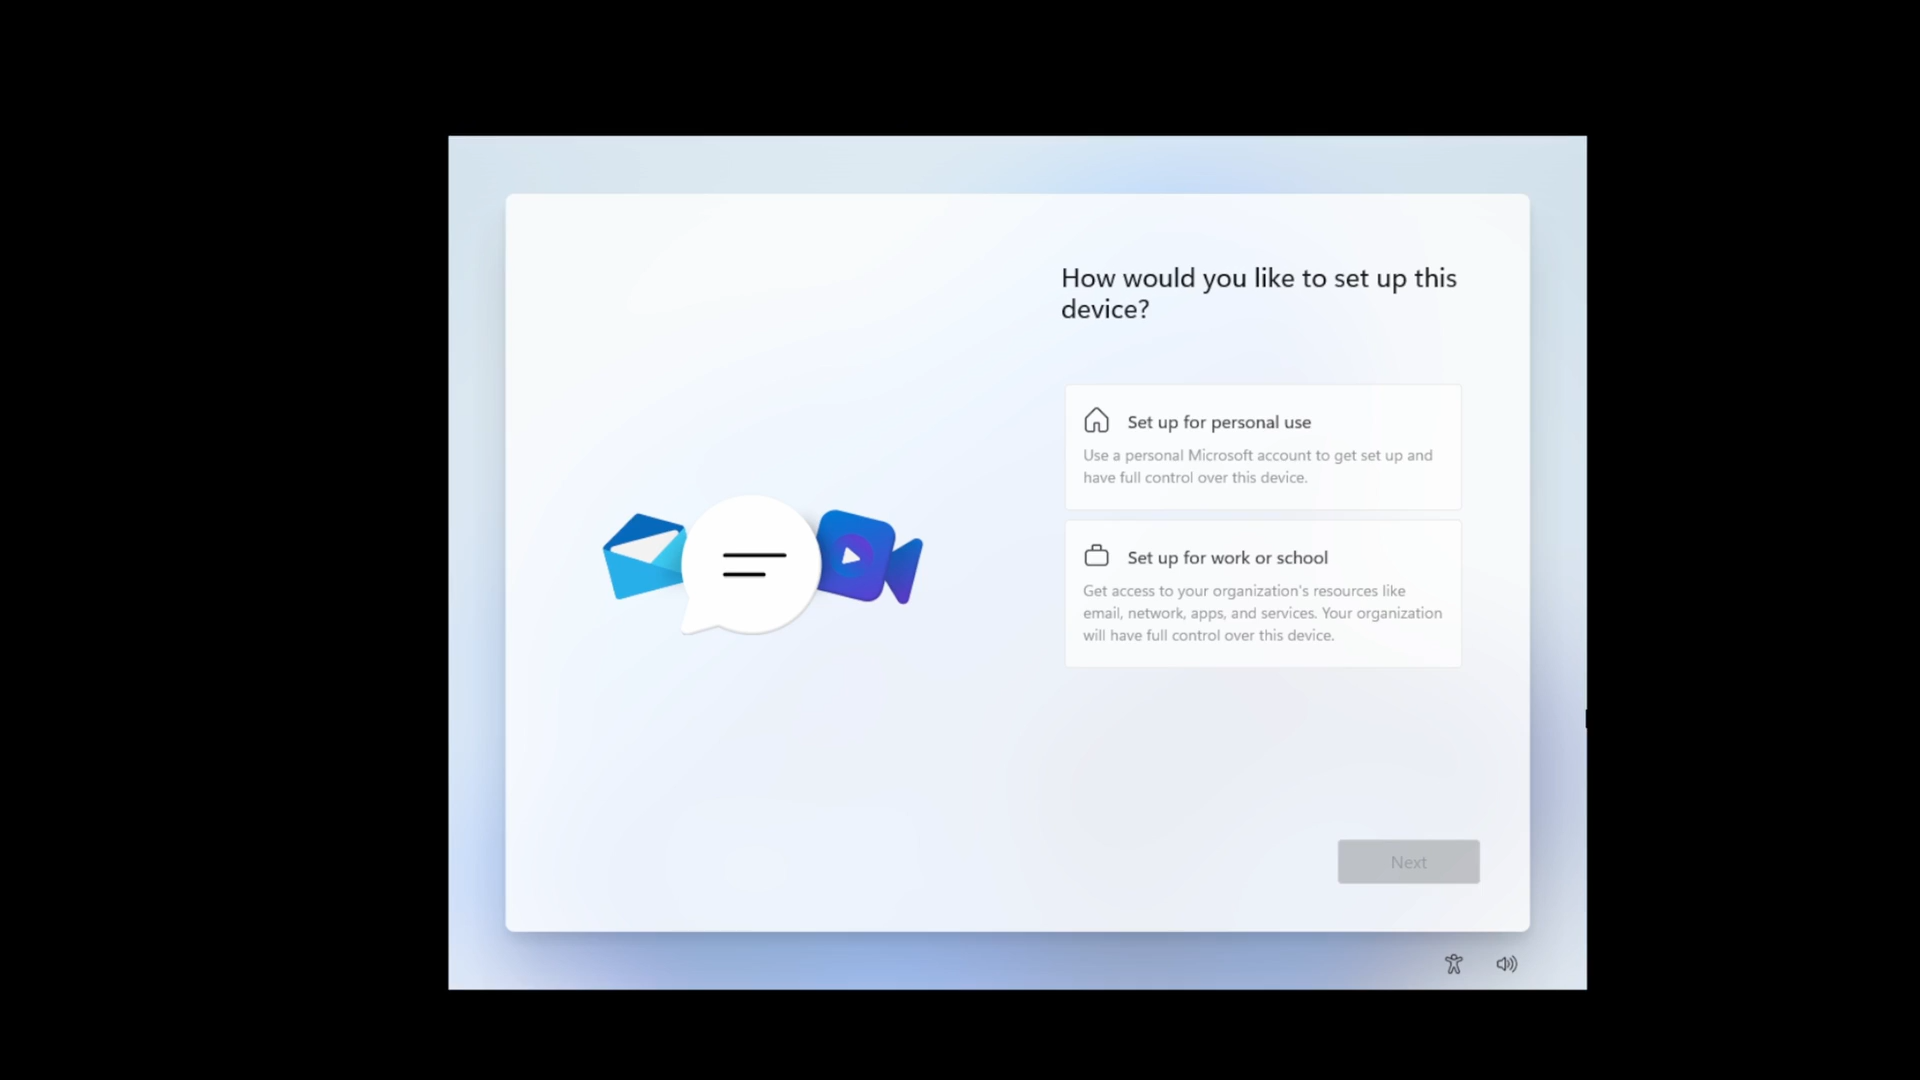 How would you like to set up this
device?
Set up for personal use
Use a personal Microsoft account to get set up and
have full control over this device.
Set up for work or school
Get access to your organization's resources like
email, network, apps, and services. Your organization
will have full control over this device.
Next